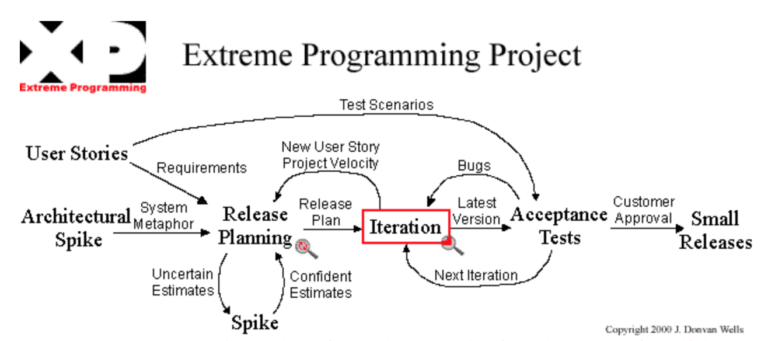 XP
Extreme Programming
Extreme Programming Project
Test Scenarios
User Stories
Requirements
New User Story
Project Velocity
Bugs
Architectural
Spike
System
Metaphor
Release
Planning
Release
Plan
Iteration
Latest
Version
Acceptance
Tests
Customer
Approval
Small
Releases
Uncertain
Estimates
Confident
Estimates
Next Iteration
Spike
Copyright 2000 J. Donvan Wells